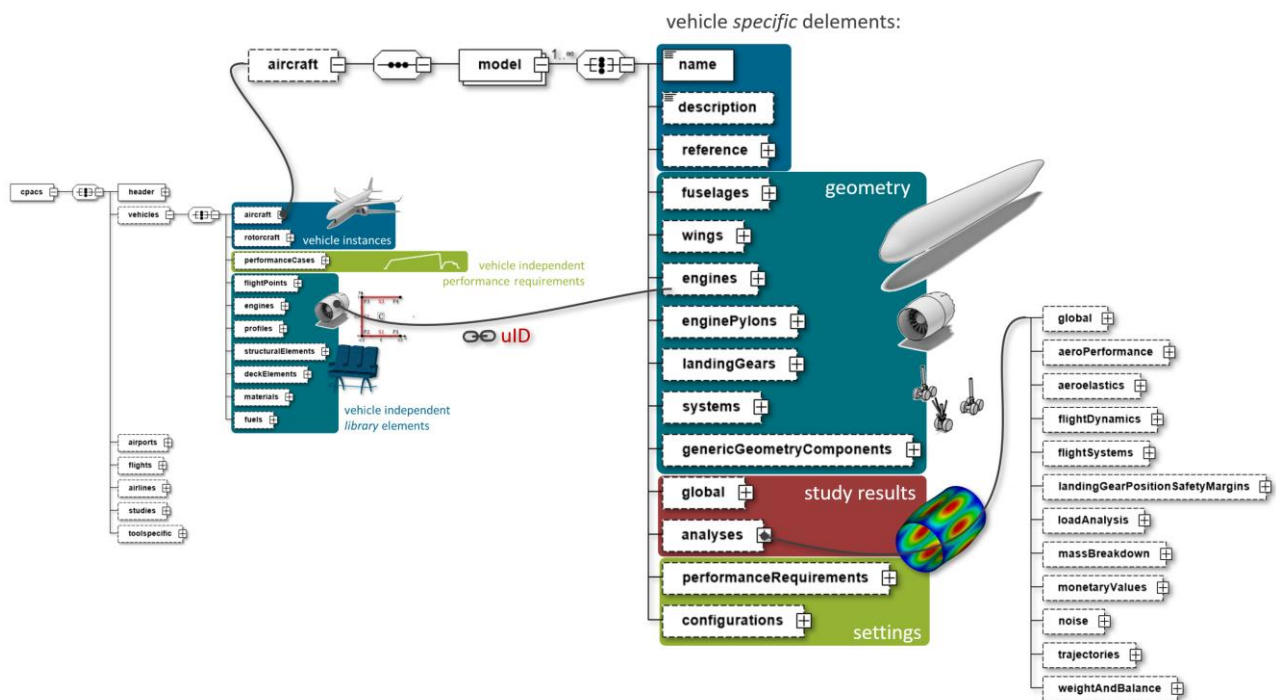 vehicle specific delements:
aircraft
model
1..∞
name
description
reference
geometry
fuselages
wings
engines
enginePylons
landingGears
systems
genericGeometryComponents
study results
global
analyses
performanceRequirements
configurations
settings
cpacs
header
vehicles
aircraft
rotorcraft
vehicle instances
performanceCases
vehicle independent
performance requirements
flightPoints
engines
profiles
structuralElements
deckElements
materials
fuels
vehicle independent
library elements
uID
airports
flights
airlines
studies
toolspecific
global
aeroPerformance
aeroelastics
flightDynamics
flightSystems
landingGearPositionSafetyMargins
loadAnalysis
massBreakdown
monetaryValues
noise
trajectories
weightAndBalance